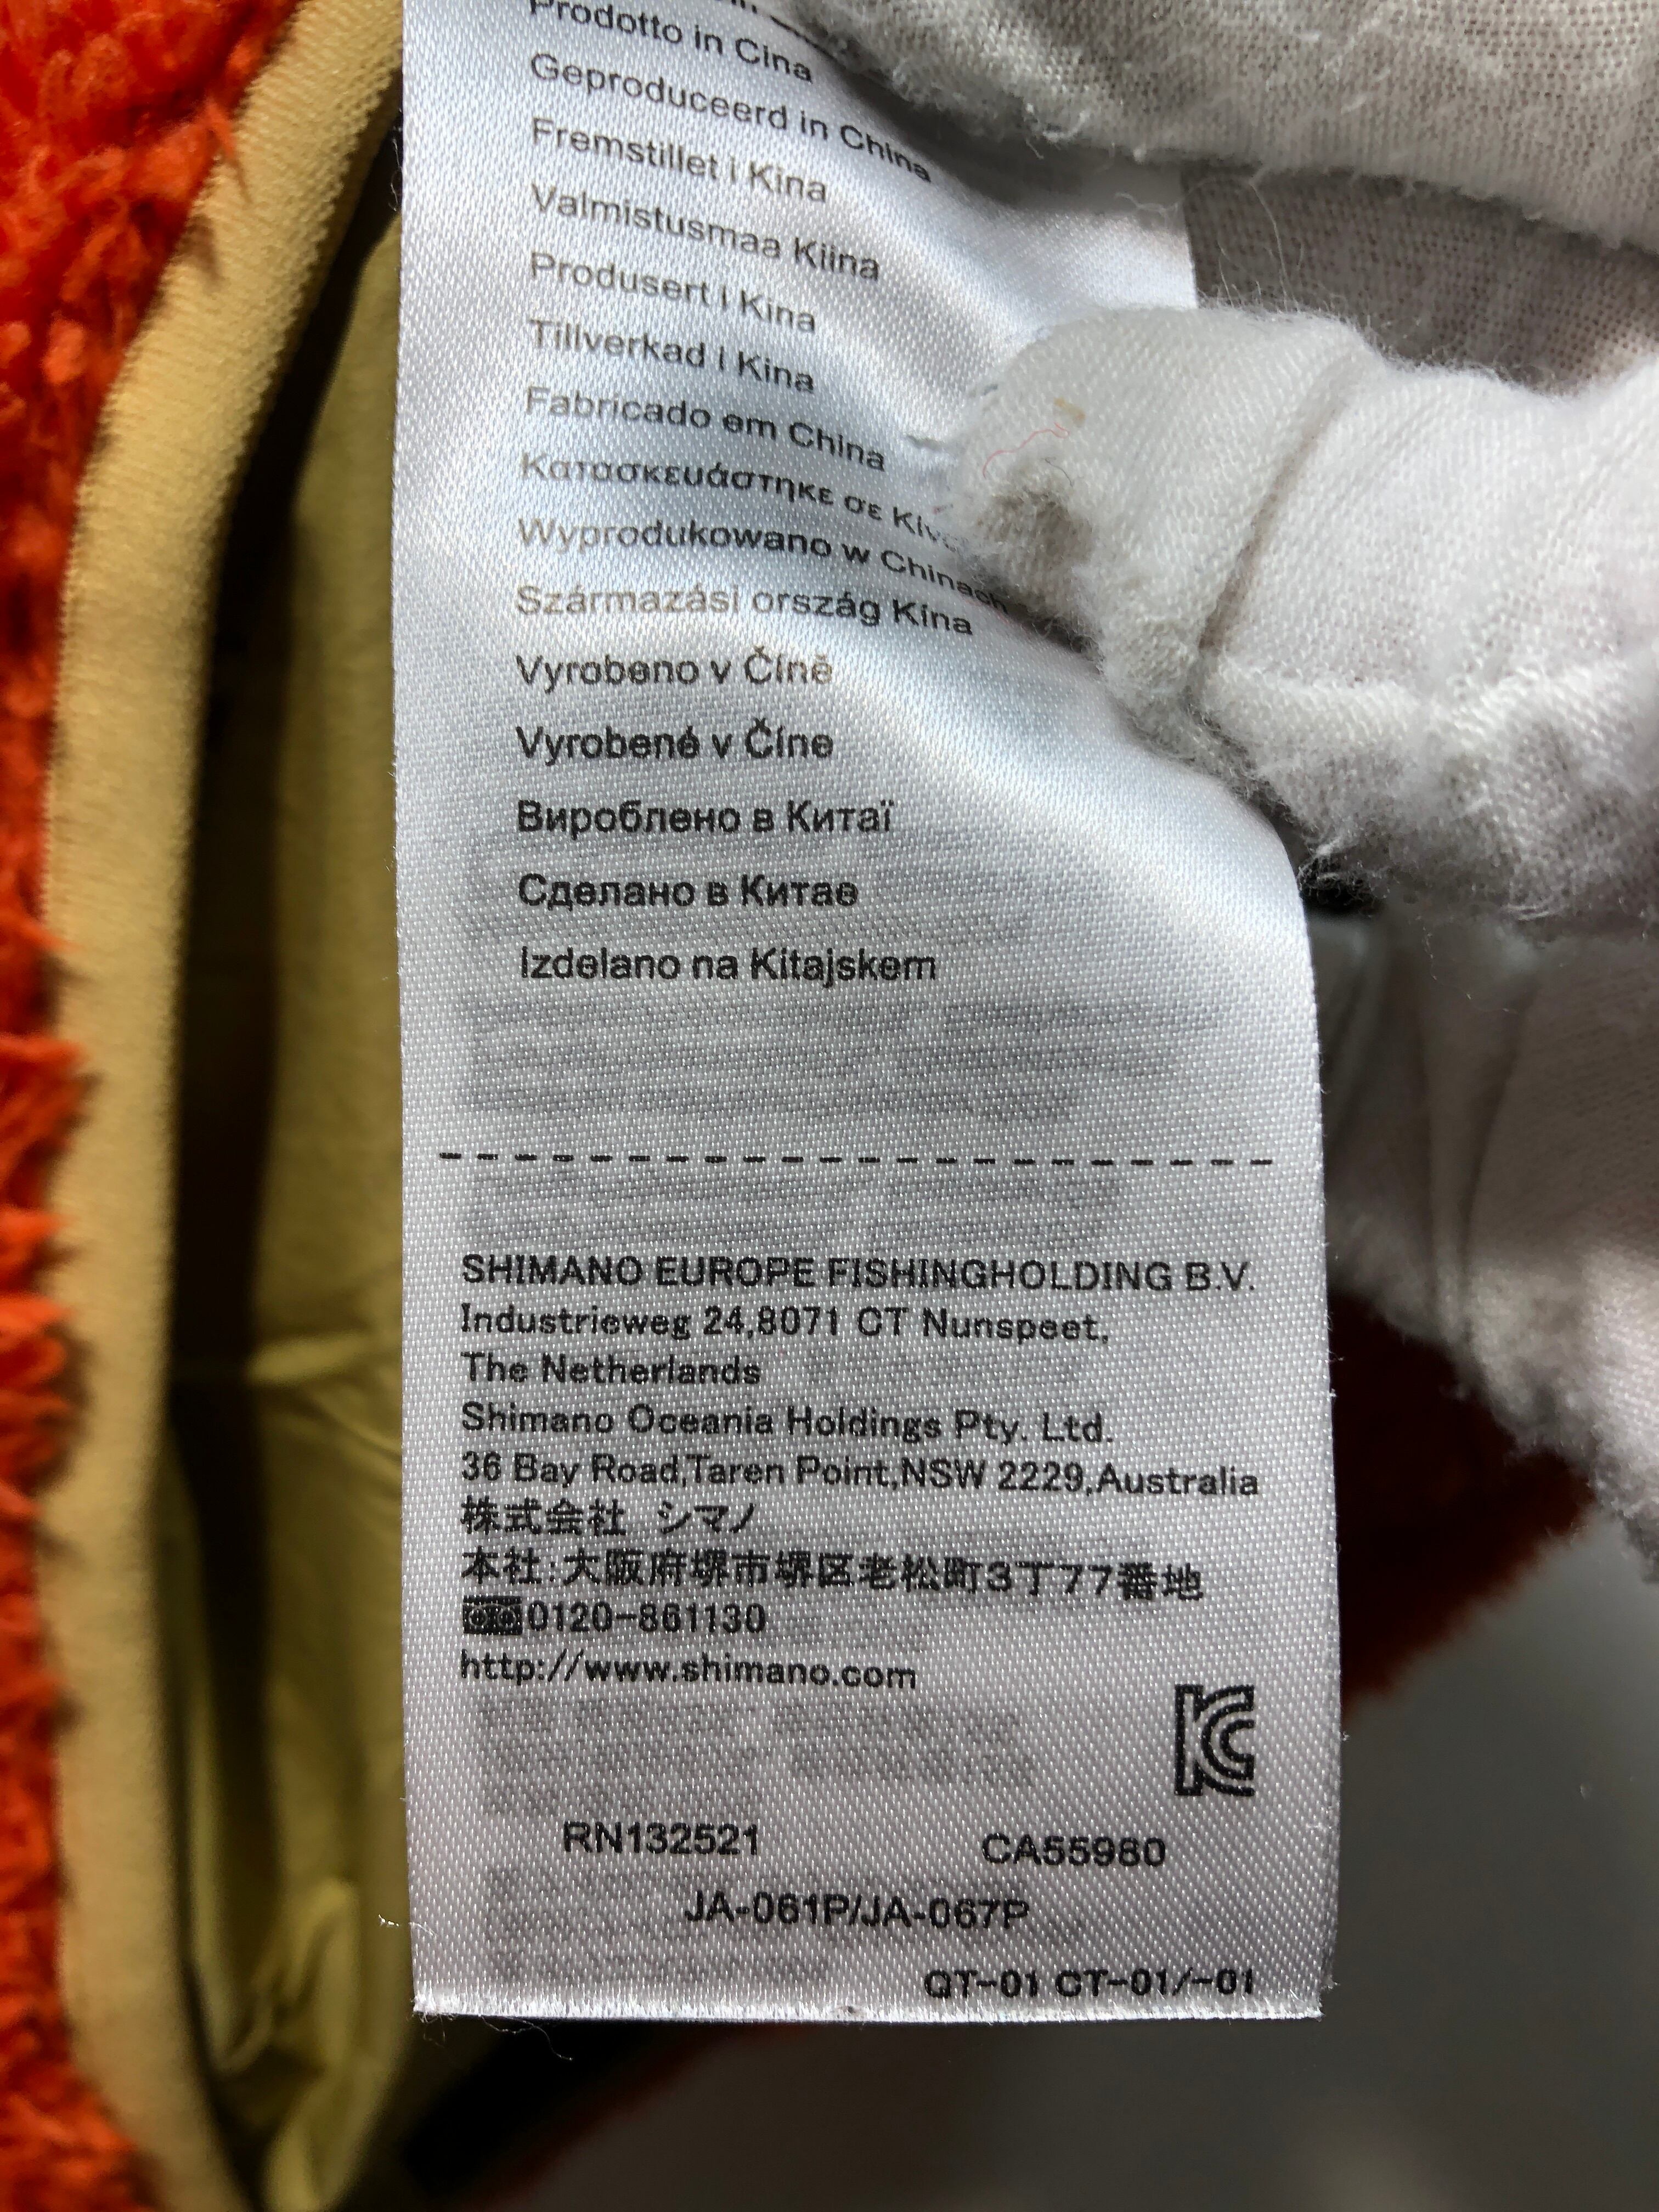 Prodotto in Cina
Geproduceerd in China
Fremstillet i Kina
Valmistusmaa Kiina
Produsert i Kina
Tillverkad i Kina
Fabricado em China
Κατασκευάστηκε σε
Wyprodukowano w Chinach
Származási ország Kína
Vyrobeno v Číně
Vyrobené v Číne
Вироблено в Китаї
Сделано в Китае
Izdelano na Kitajskem
SHIMANO EUROPE FISHINGHOLDING B.V.
Industrieweg 24,8071 CT Nunspeet,
The Netherlands
Shimano Oceania Holdings Pty. Ltd.
36 Bay Road,Taren Point,NSW 2229,Australia
株式会社 シマノ
本社:大阪府堺市堺区老松町3丁77番地
0120-861130
http://www.shimano.com
RN132521 CA55980
JA-061P/JA-067P
QT-01 CT-01/-01